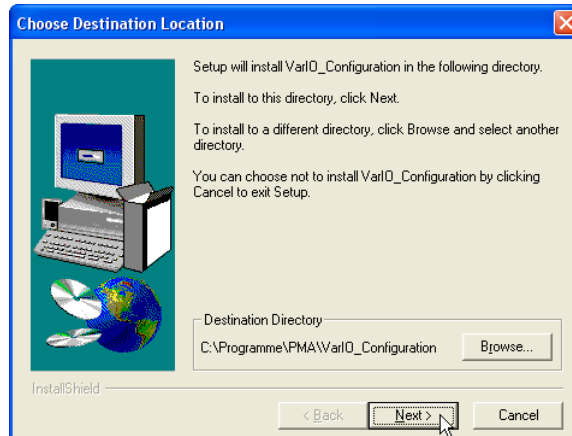 Choose Destination Location
Setup will install VarIO_Configuration in the following directory.
To install to this directory, click Next.
To install to a different directory, click Browse and select another
directory.
You can choose not to install VarIO_Configuration by clicking
Cancel to exit Setup.
Destination Directory
C:\Programme\PMA\VarIO_Configuration
Browse...
InstallShield
< Back
Next >
Cancel